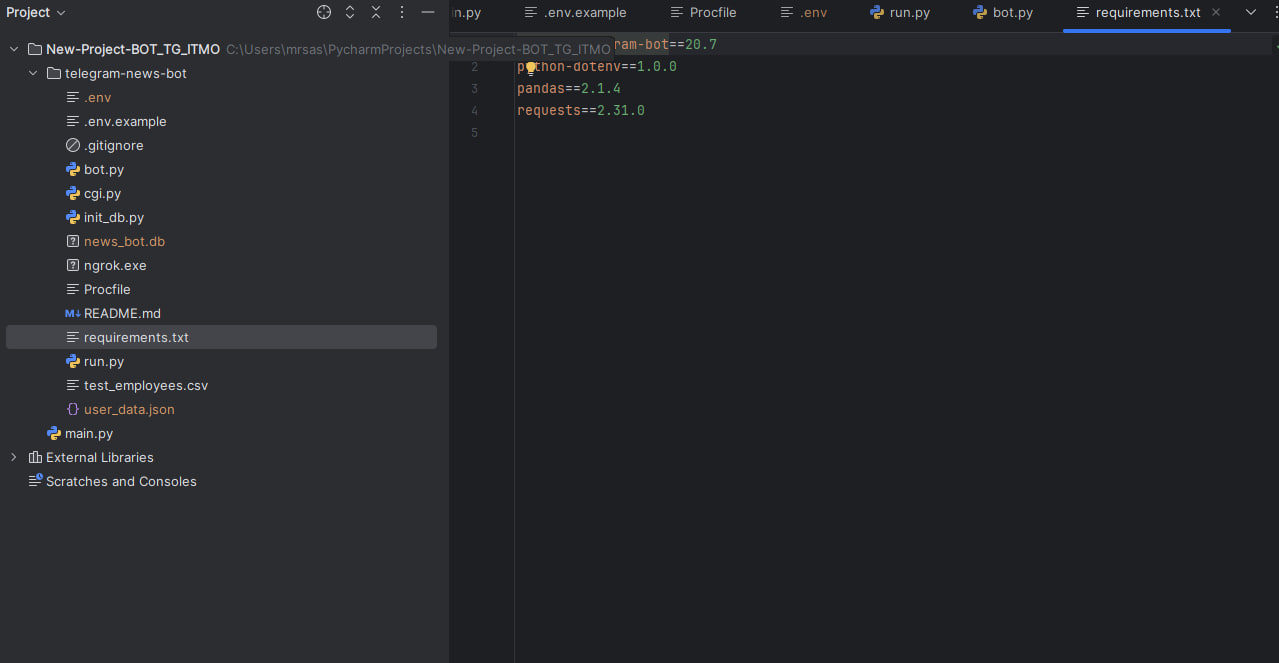 Project
in.py .env.example Procfile .env run.py bot.py requirements.txt
New-Project-BOT_TG_ITMO C:\Users\mrsas\PycharmProjects\New-Project-BOT_TG_ITMO
telegram-news-bot
.env
.env.example
.gitignore
bot.py
cgi.py
init_db.py
news_bot.db
ngrok.exe
Procfile
README.md
requirements.txt
run.py
test_employees.csv
user_data.json
main.py
External Libraries
Scratches and Consoles
ram-bot==20.7
2 python-dotenv==1.0.0
3 pandas==2.1.4
4 requests==2.31.0
5